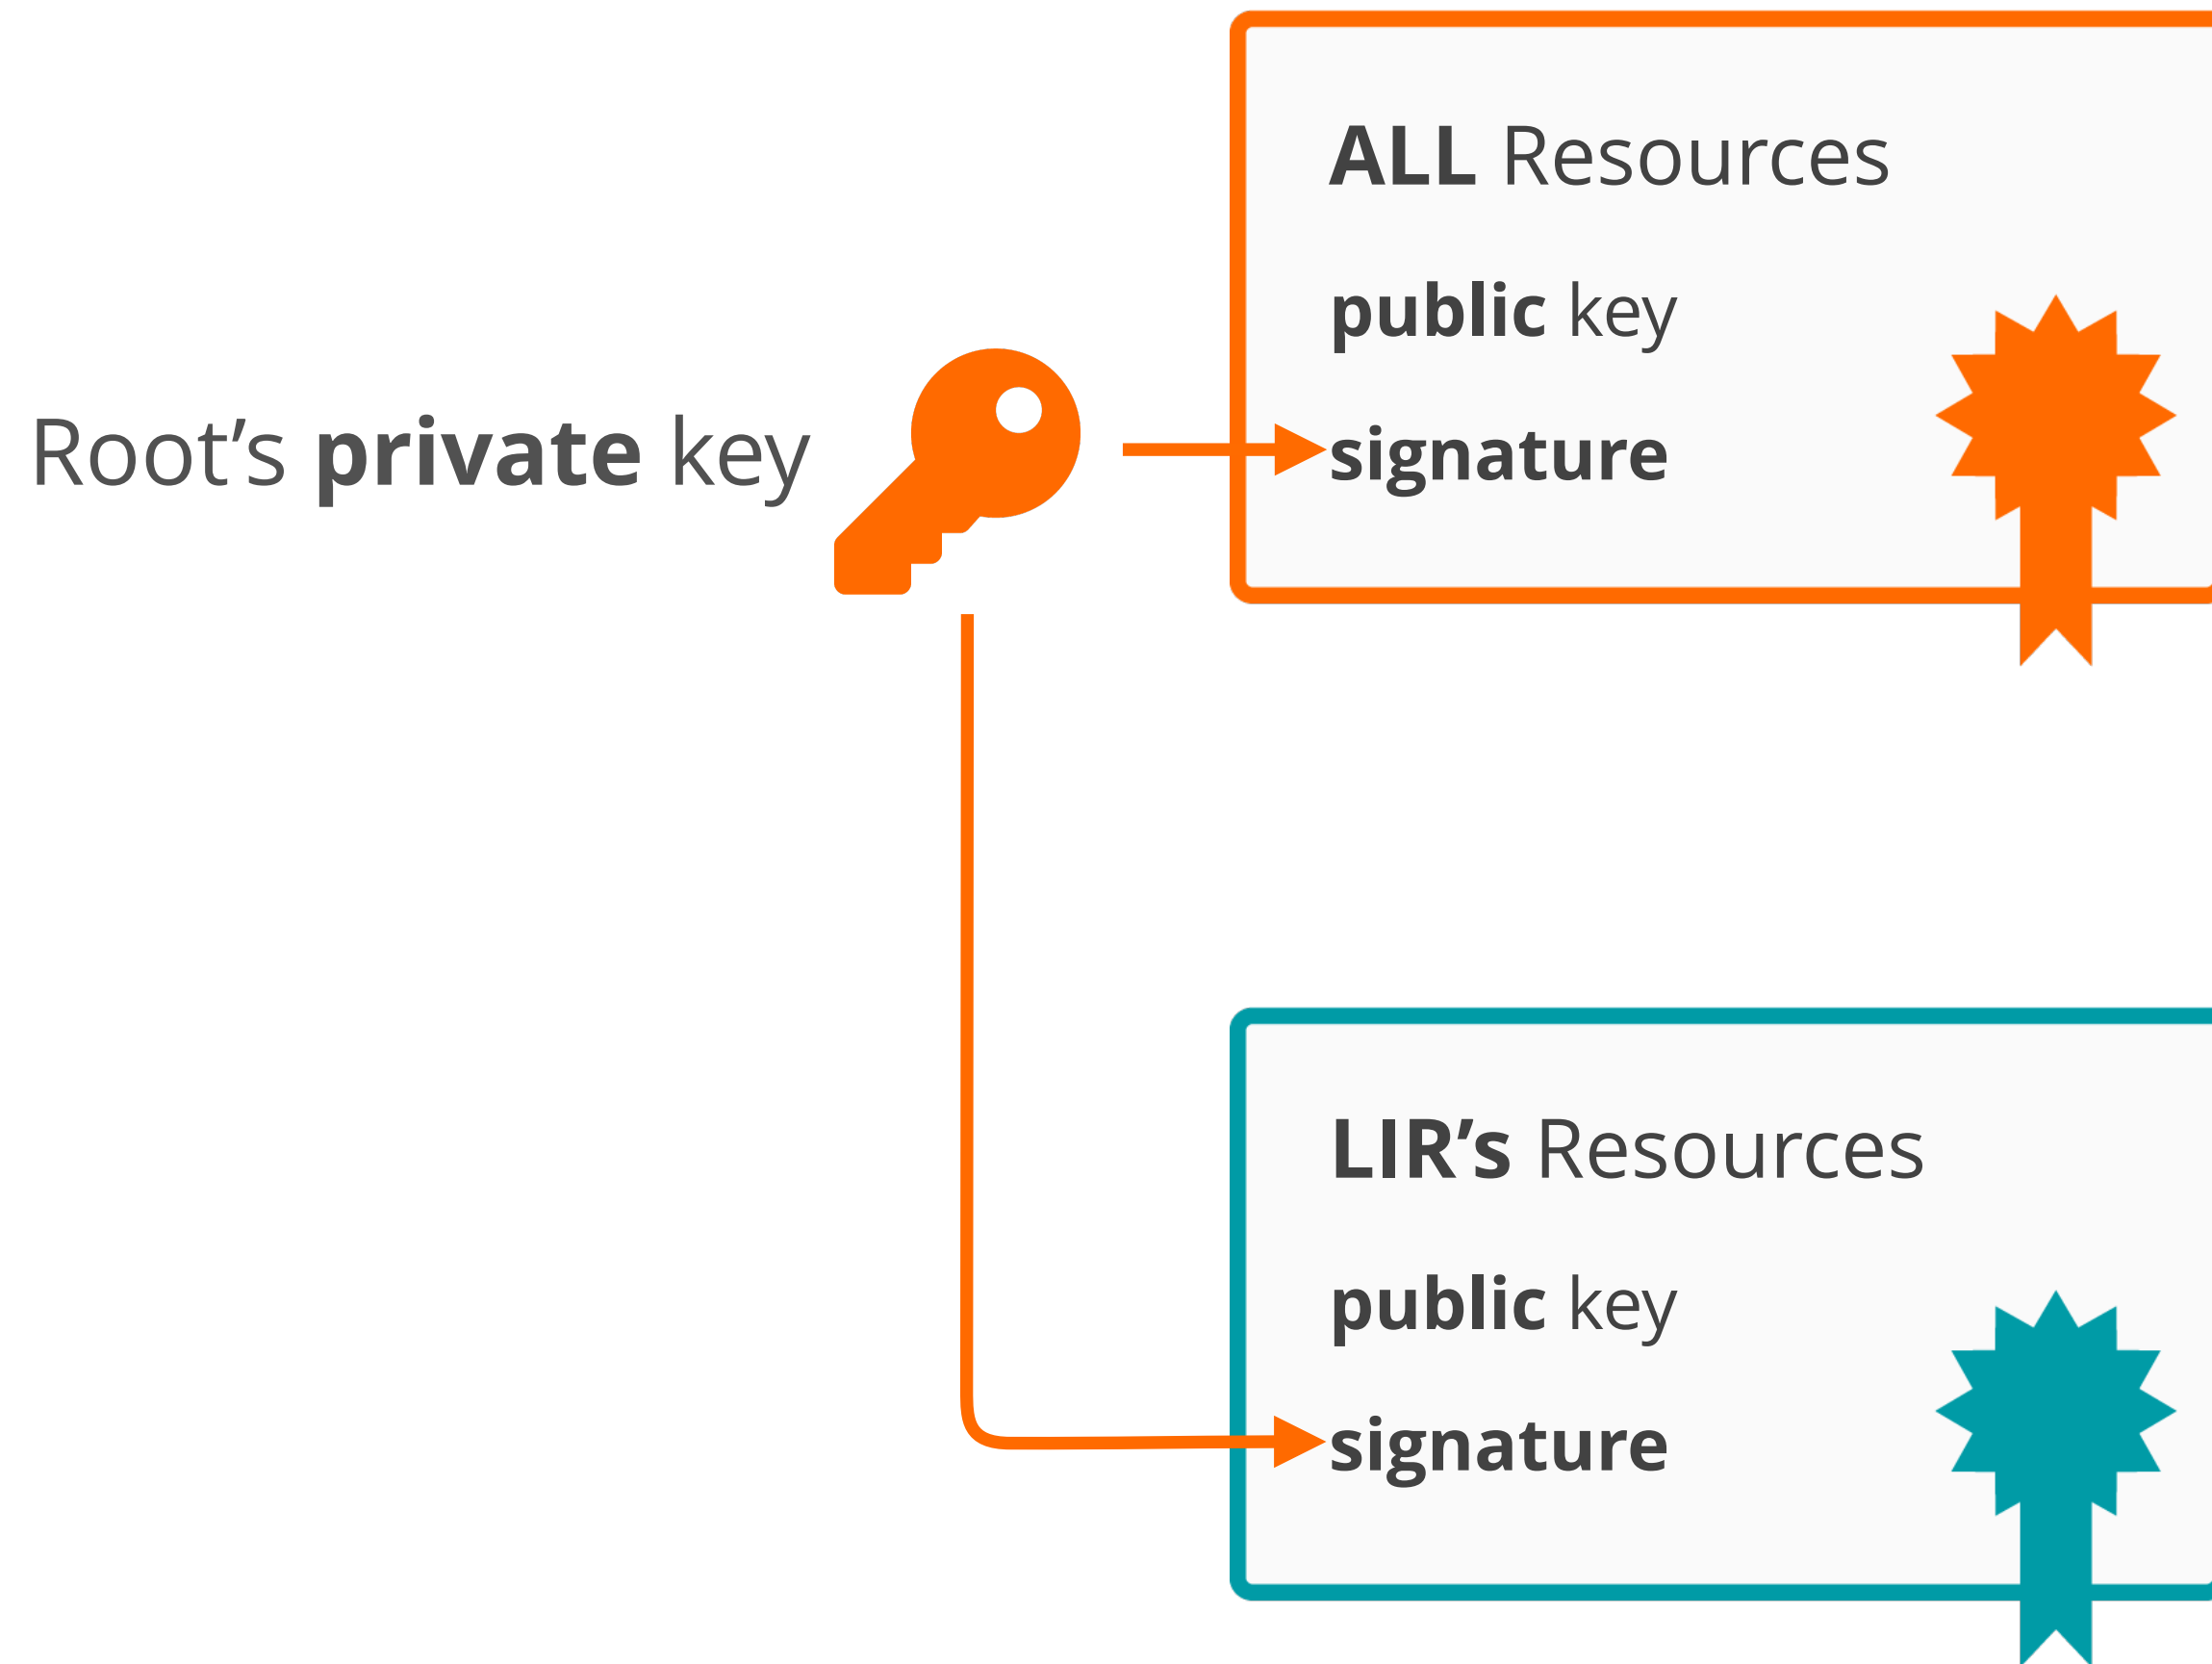 ALL Resources
public key
Root’s private key
signature
LIR’s Resources
public key
signature